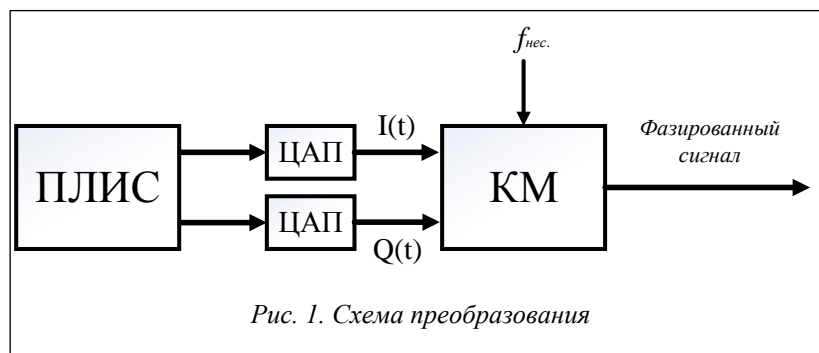 fнес.
I(t)
Фазированный
сигнал
ПЛИС
ЦАП
КМ
ЦАП
Q(t)
Рис. 1. Схема преобразования